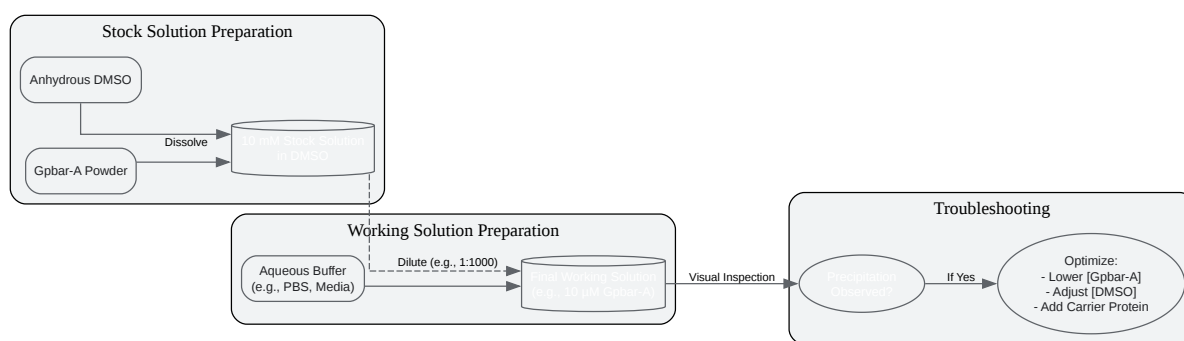 Stock Solution Preparation
Anhydrous DMSO
Dissolve
10 mM Stock Solution
in DMSO
Gpbar-A Powder
Working Solution Preparation
Aqueous Buffer
(e.g., PBS, Media)
Dilute (e.g., 1:1000)
Final Working Solution
(e.g., 10 µM Gpbar-A)
Visual Inspection
Troubleshooting
Precipitation
Observed?
If Yes
Optimize:
- Lower [Gpbar-A]
- Adjust [DMSO]
- Add Carrier Protein